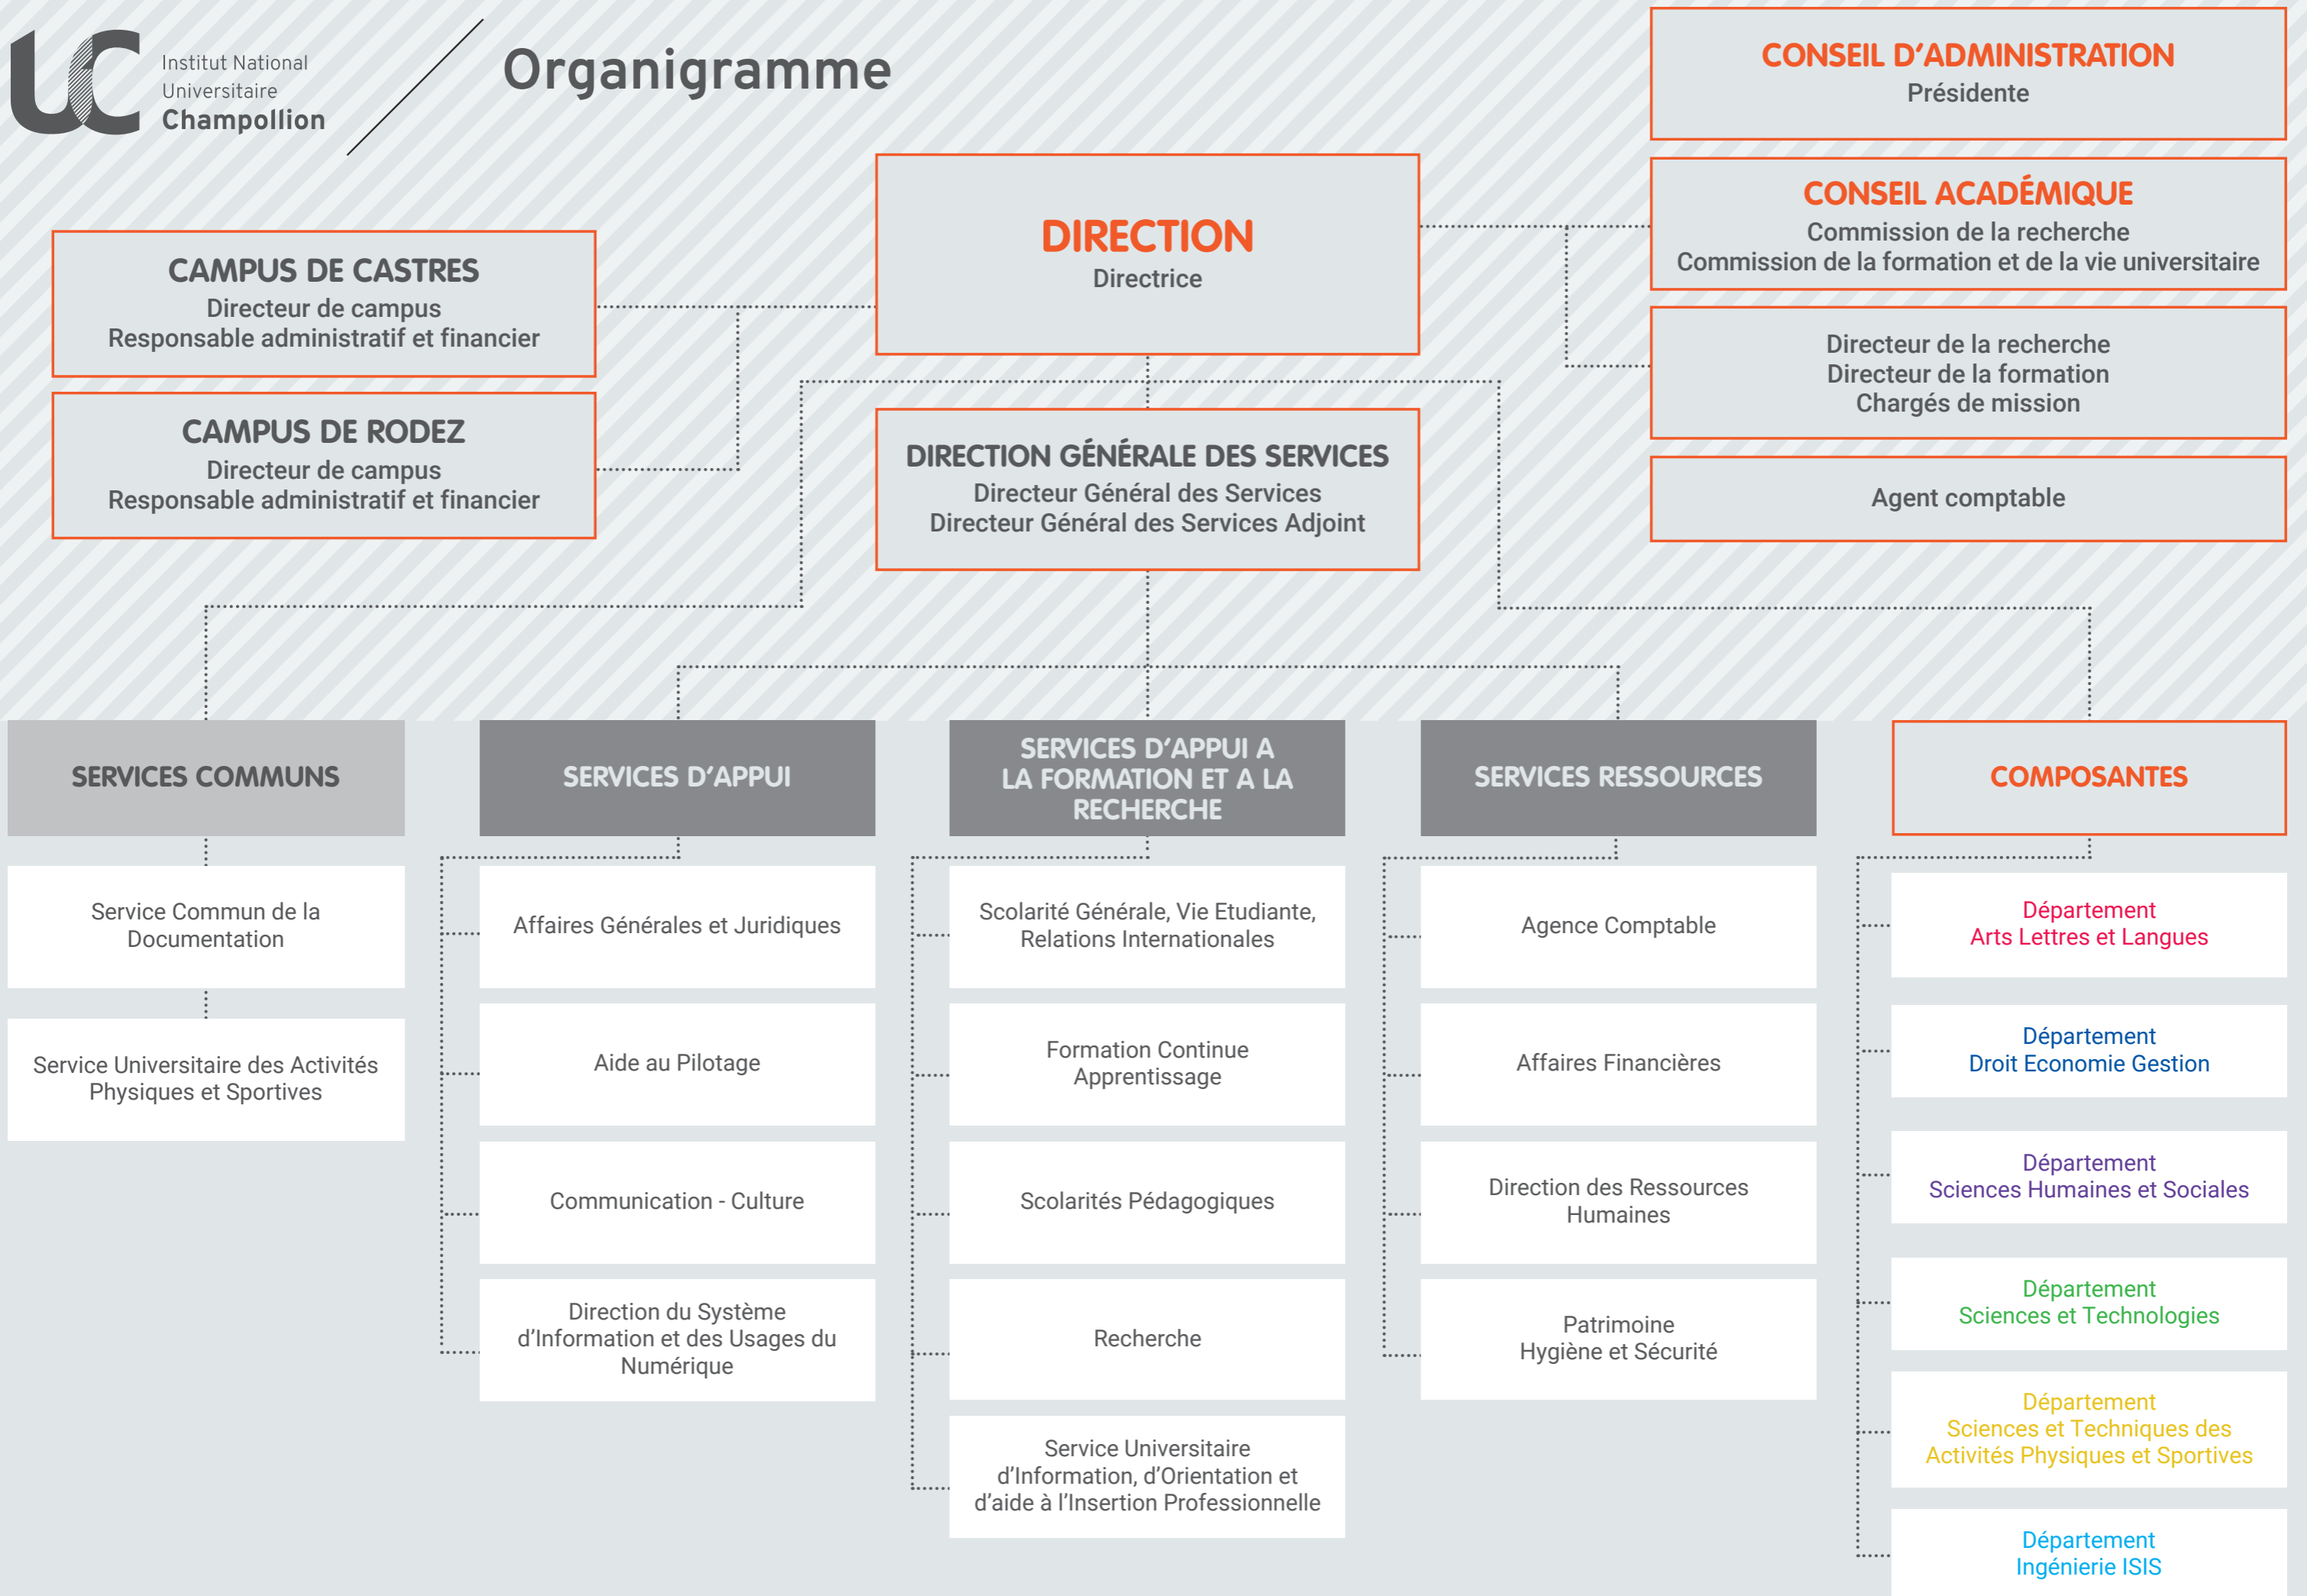 UC
Institut National
Universitaire
Champollion
Organigramme
CONSEIL D'ADMINISTRATION
Présidente
CONSEIL ACADÉMIQUE
Commission de la recherche
Commission de la formation et de la vie universitaire
DIRECTION
Directrice
CAMPUS DE CASTRES
Directeur de campus
Responsable administratif et financier
Directeur de la recherche
Directeur de la formation
Chargés de mission
CAMPUS DE RODEZ
Directeur de campus
Responsable administratif et financier
DIRECTION GÉNÉRALE DES SERVICES
Directeur Général des Services
Directeur Général des Services Adjoint
Agent comptable
SERVICES COMMUNS
Service Commun de la
Documentation
Service Universitaire des Activités
Physiques et Sportives
SERVICES D'APPUI
Affaires Générales et Juridiques
Aide au Pilotage
Communication - Culture
Direction du Système
d'Information et des Usages du
Numérique
SERVICES D'APPUI A
LA FORMATION ET A LA
RECHERCHE
Scolarité Générale, Vie Etudiante,
Relations Internationales
Formation Continue
Apprentissage
Scolarités Pédagogiques
Recherche
Service Universitaire
d'Information, d'Orientation et
d'aide à l'Insertion Professionnelle
SERVICES RESSOURCES
Agence Comptable
Affaires Financières
Direction des Ressources
Humaines
Patrimoine
Hygiène et Sécurité
COMPOSANTES
Département
Arts Lettres et Langues
Département
Droit Economie Gestion
Département
Sciences Humaines et Sociales
Département
Sciences et Technologies
Département
Sciences et Techniques des
Activités Physiques et Sportives
Département
Ingénierie ISIS